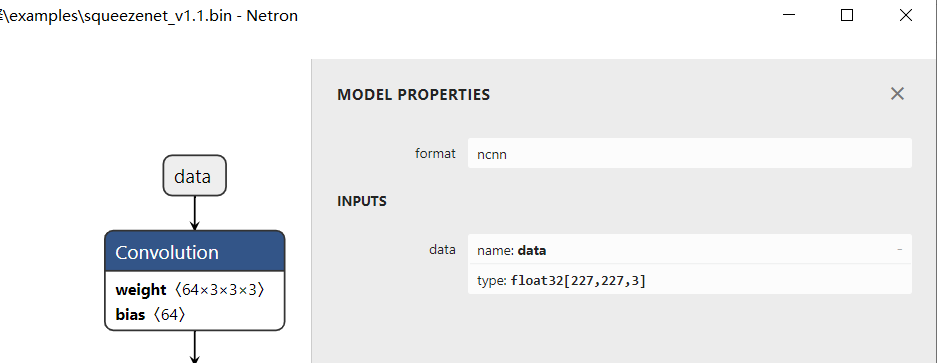 \examples\squeezenet_v1.1.bin - Netron
MODEL PROPERTIES
format
ncnn
INPUTS
data
name: data
-
type: float32[227,227,3]
data
Convolution
weight〈64×3×3×3〉
bias〈64〉